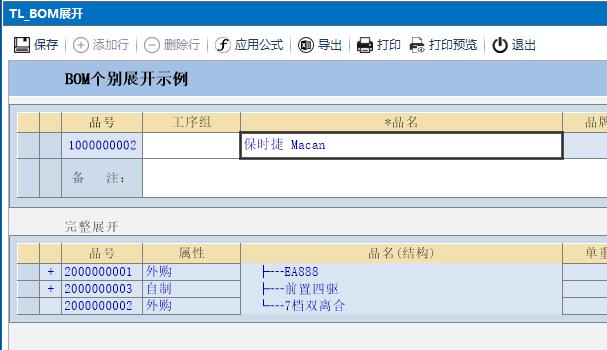 TL_BOM展开
保存 添加行 删除行 应用公式 导出 打印 打印预览 退出
BOM个别展开示例
品号 工序组 *品名 品牌
1000000002 保时捷 Macan
备 注:
完整展开
品号 属性 品名(结构) 单重
+ 2000000001 外购 ├---EA888
+ 2000000003 自制 ├---前置四驱
2000000002 外购 └---7档双离合